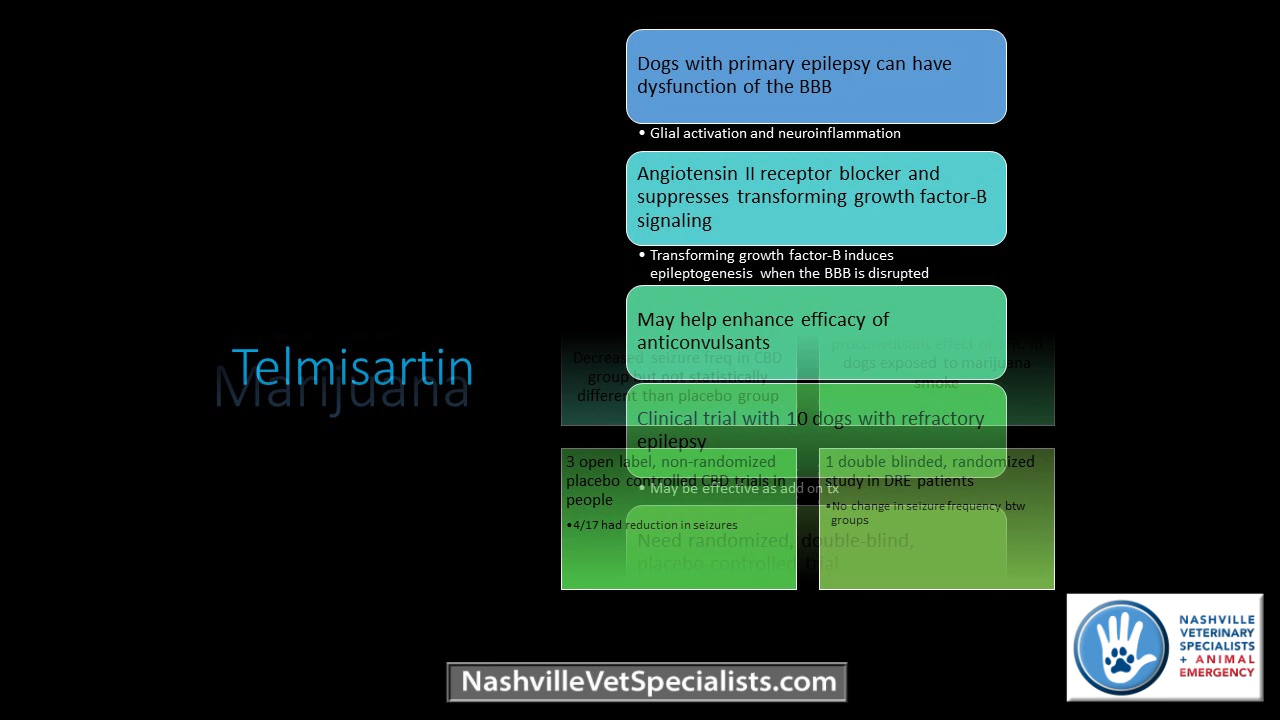 Dogs with primary epilepsy can have
dysfunction of the BBB
• Glial activation and neuroinflammation
Angiotensin II receptor blocker and
suppresses transforming growth factor-B
signaling
• Transforming growth factor-B induces
epileptogenesis when the BBB is disrupted
May help enhance efficacy of
anticonvulsants
Telmisartin
Marijuana
Decreased seizure freq in CBD
group but not statistically
different than placebo group
proconvulsant effect of
dogs exposed to marijuana
smoke
Clinical trial with 10 dogs with refractory
epilepsy
• May be effective as add on tx
3 open label, non-randomized
placebo controlled CBD trials in
people
•4/17 had reduction in seizures
1 double blinded, randomized
study in DRE patients
•No change in seizure frequency btw
groups
Need randomized, double-blind,
placebo-controlled trial
NASHVILLE
VETERINARY
SPECIALISTS
+ ANIMAL
EMERGENCY
NashvilleVetSpecialists.com